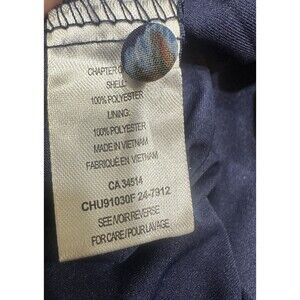 CHAPTER
SHELL:
100% POLYESTER
LINING:
100% POLYESTER
MADE IN VIETNAM
FABRIQUÉ EN VIETNAM
CA 34514
CHU91030F 24-7912
SEE/VOIR REVERSE
FOR CARE/POUR LAVAGE